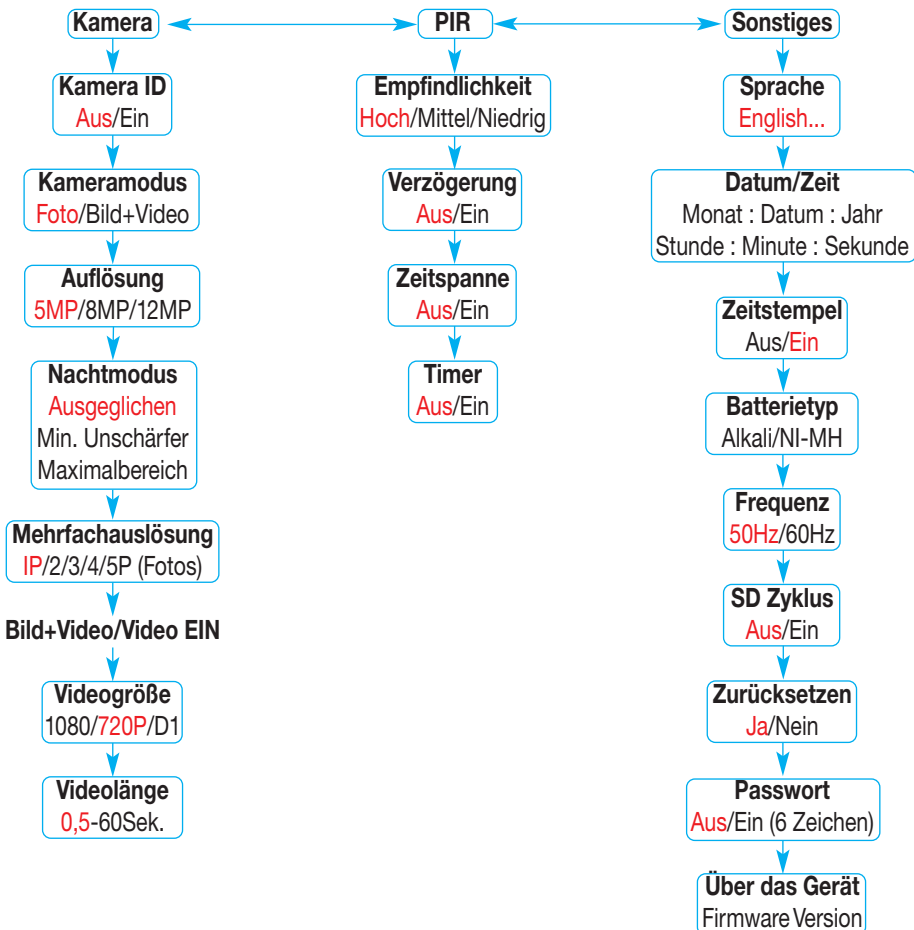 Kamera
PIR
Sonstiges
Kamera ID
Aus/Ein
Kameramodus
Foto/Bild+Video
Auflösung
5MP/8MP/12MP
Nachtmodus
Ausgeglichen
Min. Unschärfer
Maximalbereich
Mehrfachauslösung
IP/2/3/4/5P (Fotos)
Bild+Video/Video EIN
Videogröße
1080/720P/D1
Videolänge
0,5-60Sek.
Empfindlichkeit
Hoch/Mittel/Niedrig
Verzögerung
Aus/Ein
Zeitspanne
Aus/Ein
Timer
Aus/Ein
Sprache
English...
Datum/Zeit
Monat : Datum : Jahr
Stunde : Minute : Sekunde
Zeitstempel
Aus/Ein
Batterietyp
Alkali/NI-MH
Frequenz
50Hz/60Hz
SD Zyklus
Aus/Ein
Zurücksetzen
Ja/Nein
Passwort
Aus/Ein (6 Zeichen)
Über das Gerät
Firmware Version